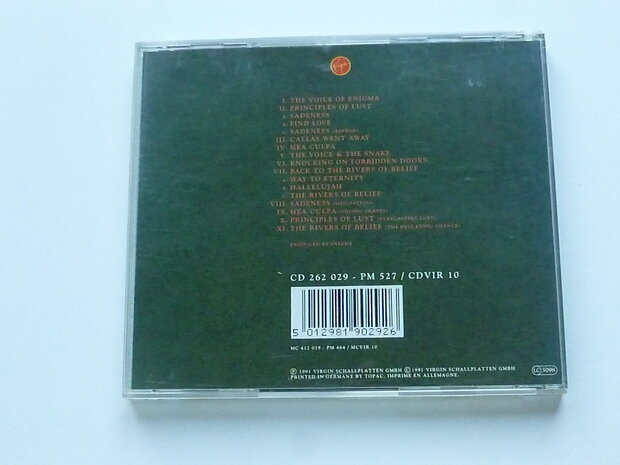 Virgin
I. THE VOICE OF ENIGMA
II. PRINCIPLES OF LUST
A. SADENESS
B. FIND LOVE
C. SADENESS (REPRISE)
III. CALLAS WENT AWAY
IV. MEA CULPA
V. THE VOICE & THE SNAKE
VI. KNOCKING ON FORBIDDEN DOORS
VII. BACK TO THE RIVERS OF BELIEF
A. WAY TO ETERNITY
B. HALLELUJAH
C. THE RIVERS OF BELIEF
VIII. SADENESS (MEDITATION)
IX. MEA CULPA (FADING SHADES)
X. PRINCIPLES OF LUST (EVERLASTING LUST)
XI. THE RIVERS OF BELIEF (THE RETURNING SILENCE)
PRODUCED BY ENIGMA
CD 262 029 - PM 527 / CDVIR 10
5 012981 902926
MC 412 029 - PM 464 / MCVIR 10
℗ 1991 VIRGIN SCHALLPLATTEN GMBH © 1991 VIRGIN SCHALLPLATTEN GMBH
PRINTED IN GERMANY BY TOPAC. IMPRIME EN ALLEMAGNE.
LC 3098